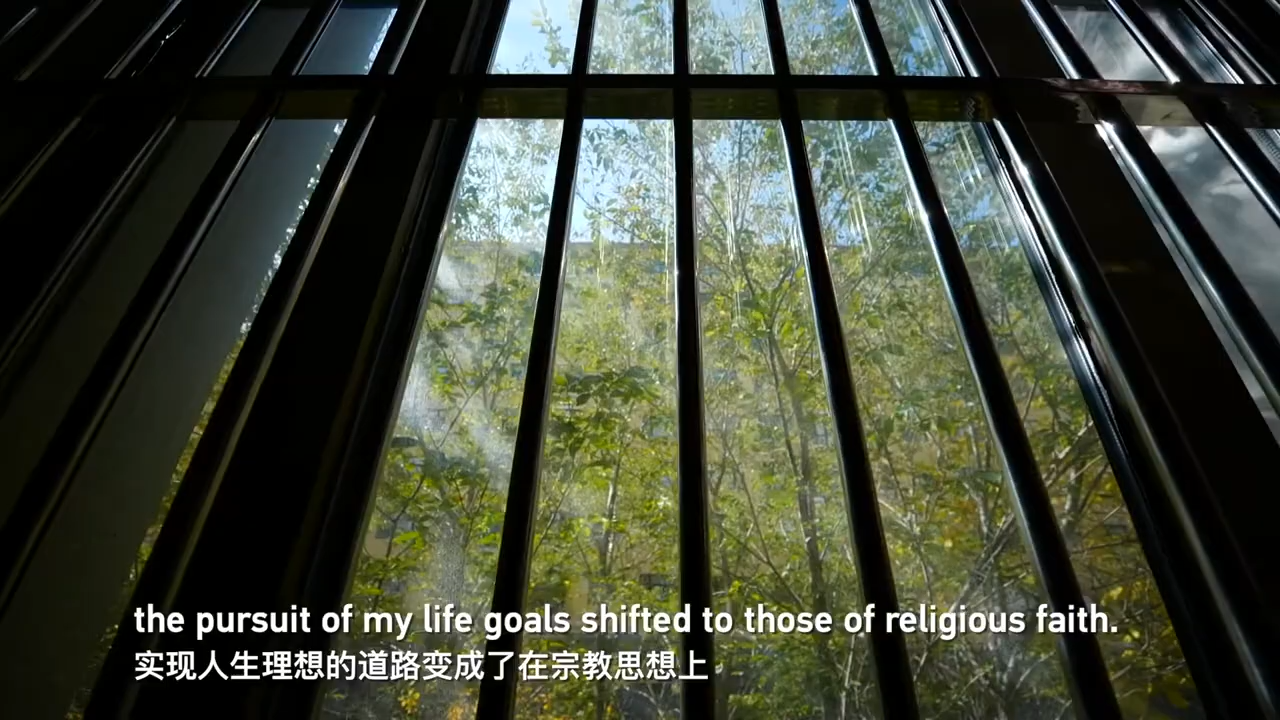 the pursuit of my life goals shifted to those of religious faith.
实现人生理想的道路变成了在宗教思想上